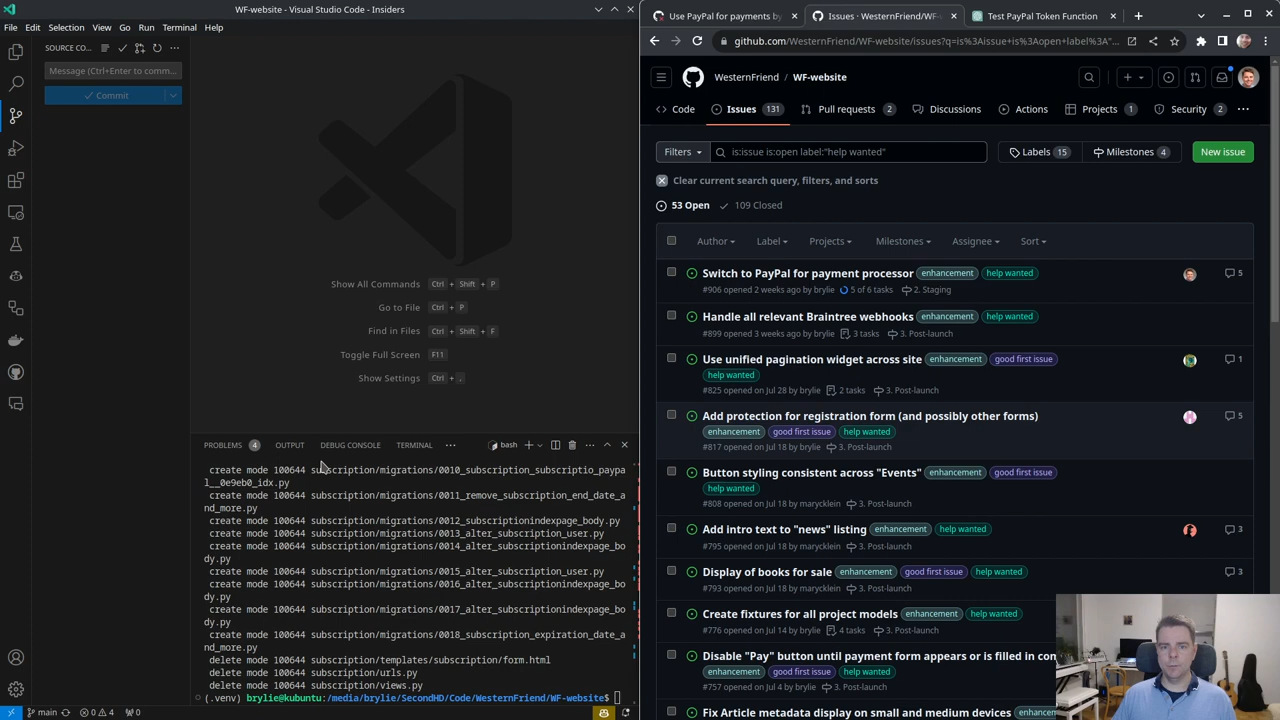 WF-website - Visual Studio Code - Insiders
File Edit Selection View Go Run Terminal
SOURCE CO...
Message (Ctrl+Enter to comm...
Commit
Show All Commands Ctrl + Shift + P
Go to File Ctrl + P
Find in Files Ctrl + Shift + F
Toggle Full Screen F11
Show Settings Ctrl + ,
PROBLEMS 4 OUTPUT DEBUG CONSOLE TERMINAL ... bash
create mode 100644 subscription/migrations/0010_subscription_subscriptio_paypa
l__0e9eb0_idx.py
create mode 100644 subscription/migrations/0011_remove_subscription_end_date_a
nd_more.py
create mode 100644 subscription/migrations/0012_subscriptionindexpage_body.py
create mode 100644 subscription/migrations/0013_alter_subscription_user.py
create mode 100644 subscription/migrations/0014_alter_subscriptionindexpage_bo
dy.py
create mode 100644 subscription/migrations/0015_alter_subscription_user.py
create mode 100644 subscription/migrations/0016_alter_subscriptionindexpage_bo
dy.py
create mode 100644 subscription/migrations/0017_alter_subscriptionindexpage_bo
dy.py
create mode 100644 subscription/migrations/0018_subscription_expiration_date_a
nd_more.py
delete mode 100644 subscription/templates/subscription/form.html
delete mode 100644 subscription/urls.py
delete mode 100644 subscription/views.py
(.venv) brylie@kubuntu:/media/brylie/SecondHD/Code/WesternFriend/WF-website$
main 0 4 0
Use PayPal for payments by Issues · WesternFriend/WF- Test PayPal Token Function
github.com/WesternFriend/WF-website/issues?q=is%3Aissue+is%3Aopen+label%3A"...
WesternFriend / WF-website
Code Issues 131 Pull requests 2 Discussions Actions Projects 1 Security 2 ...
Filters is:issue is:open label:"help wanted" Labels 15 Milestones 4 New issue
Clear current search query, filters, and sorts
53 Open 109 Closed
Author Label Projects Milestones Assignee Sort
Switch to PayPal for payment processor enhancement help wanted 5
#906 opened 2 weeks ago by brylie 5 of 6 tasks 2. Staging
Handle all relevant Braintree webhooks enhancement help wanted
#899 opened 3 weeks ago by brylie 3 tasks 3. Post-launch
Use unified pagination widget across site enhancement good first issue 1
help wanted
#825 opened on Jul 28 by brylie 2 tasks 3. Post-launch
Add protection for registration form (and possibly other forms) 5
enhancement good first issue help wanted
#817 opened on Jul 18 by brylie 3. Post-launch
Button styling consistent across "Events" enhancement good first issue
help wanted
#808 opened on Jul 18 by marycklein 3. Post-launch
Add intro text to "news" listing enhancement help wanted 3
#795 opened on Jul 18 by marycklein 3. Post-launch
Display of books for sale enhancement good first issue help wanted 3
#793 opened on Jul 18 by marycklein 3. Post-launch
Create fixtures for all project models enhancement help wanted
#776 opened on Jul 14 by brylie 4 tasks 3. Post-launch
Disable "Pay" button until payment form appears or is filled in con
enhancement good first issue help wanted
#757 opened on Jul 4 by brylie 3. Post-launch
Fix Article metadata display on small and medium devices enhancement